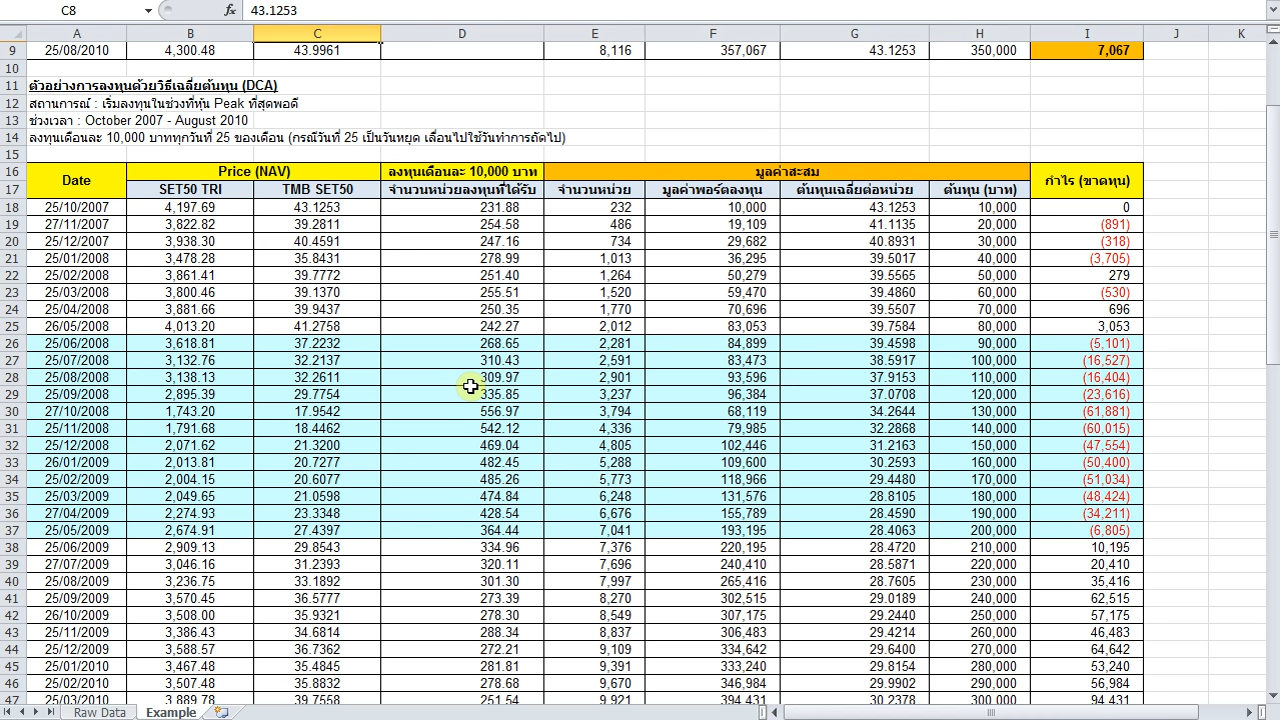 C8 fx 43.1253
A B C D E F G H I J K
9 25/08/2010 4,300.48 43.9961 8,116 357,067 43.1253 350,000 7,067
10
11 ตัวอย่างการลงทุนด้วยวิธีเฉลี่ยต้นทุน (DCA)
12 สถานการณ์ : เริ่มลงทุนในช่วงที่หุ้น Peak ที่สุดพอดี
13 ช่วงเวลา : October 2007 - August 2010
14 ลงทุนเดือนละ 10,000 บาททุกวันที่ 25 ของเดือน (กรณีวันที่ 25 เป็นวันหยุด เลื่อนไปใช้วันทำการถัดไป)
15
16 Date Price (NAV) ลงทุนเดือนละ 10,000 บาท มูลค่าสะสม กำไร (ขาดทุน)
17 SET50 TRI TMB SET50 จำนวนหน่วยลงทุนที่ได้รับ จำนวนหน่วย มูลค่าพอร์ตลงทุน ต้นทุนเฉลี่ยต่อหน่วย ต้นทุน (บาท)
18 25/10/2007 4,197.69 43.1253 231.88 232 10,000 43.1253 10,000 0
19 27/11/2007 3,822.82 39.2811 254.58 486 19,109 41.1135 20,000 (891)
20 25/12/2007 3,938.30 40.4591 247.16 734 29,682 40.8931 30,000 (318)
21 25/01/2008 3,478.28 35.8431 278.99 1,013 36,295 39.5017 40,000 (3,705)
22 25/02/2008 3,861.41 39.7772 251.40 1,264 50,279 39.5565 50,000 279
23 25/03/2008 3,800.46 39.1370 255.51 1,520 59,470 39.4860 60,000 (530)
24 25/04/2008 3,881.66 39.9437 250.35 1,770 70,696 39.5507 70,000 696
25 26/05/2008 4,013.20 41.2758 242.27 2,012 83,053 39.7584 80,000 3,053
26 25/06/2008 3,618.81 37.2232 268.65 2,281 84,899 39.4598 90,000 (5,101)
27 25/07/2008 3,132.76 32.2137 310.43 2,591 83,473 38.5917 100,000 (16,527)
28 25/08/2008 3,138.13 32.2611 309.97 2,901 93,596 37.9153 110,000 (16,404)
29 25/09/2008 2,895.39 29.7754 335.85 3,237 96,384 37.0708 120,000 (23,616)
30 27/10/2008 1,743.20 17.9542 556.97 3,794 68,119 34.2644 130,000 (61,881)
31 25/11/2008 1,791.68 18.4462 542.12 4,336 79,985 32.2868 140,000 (60,015)
32 25/12/2008 2,071.62 21.3200 469.04 4,805 102,446 31.2163 150,000 (47,554)
33 26/01/2009 2,013.81 20.7277 482.45 5,288 109,600 30.2593 160,000 (50,400)
34 25/02/2009 2,004.15 20.6077 485.26 5,773 118,966 29.4480 170,000 (51,034)
35 25/03/2009 2,049.65 21.0598 474.84 6,248 131,576 28.8105 180,000 (48,424)
36 27/04/2009 2,274.93 23.3348 428.54 6,676 155,789 28.4590 190,000 (34,211)
37 25/05/2009 2,674.91 27.4397 364.44 7,041 193,195 28.4063 200,000 (6,805)
38 25/06/2009 2,909.13 29.8543 334.96 7,376 220,195 28.4720 210,000 10,195
39 27/07/2009 3,046.16 31.2393 320.11 7,696 240,410 28.5871 220,000 20,410
40 25/08/2009 3,236.75 33.1892 301.30 7,997 265,416 28.7605 230,000 35,416
41 25/09/2009 3,570.45 36.5777 273.39 8,270 302,515 29.0189 240,000 62,515
42 26/10/2009 3,508.00 35.9321 278.30 8,549 307,175 29.2440 250,000 57,175
43 25/11/2009 3,386.43 34.6814 288.34 8,837 306,483 29.4214 260,000 46,483
44 25/12/2009 3,588.57 36.7362 272.21 9,109 334,642 29.6400 270,000 64,642
45 25/01/2010 3,467.48 35.4845 281.81 9,391 333,240 29.8154 280,000 53,240
46 25/02/2010 3,507.48 35.8832 278.68 9,670 346,984 29.9902 290,000 56,984
47 25/03/2010 3,889.78 39.7558 251.54 9,921 394,431 30.2378 300,000 94,431
Raw Data Example